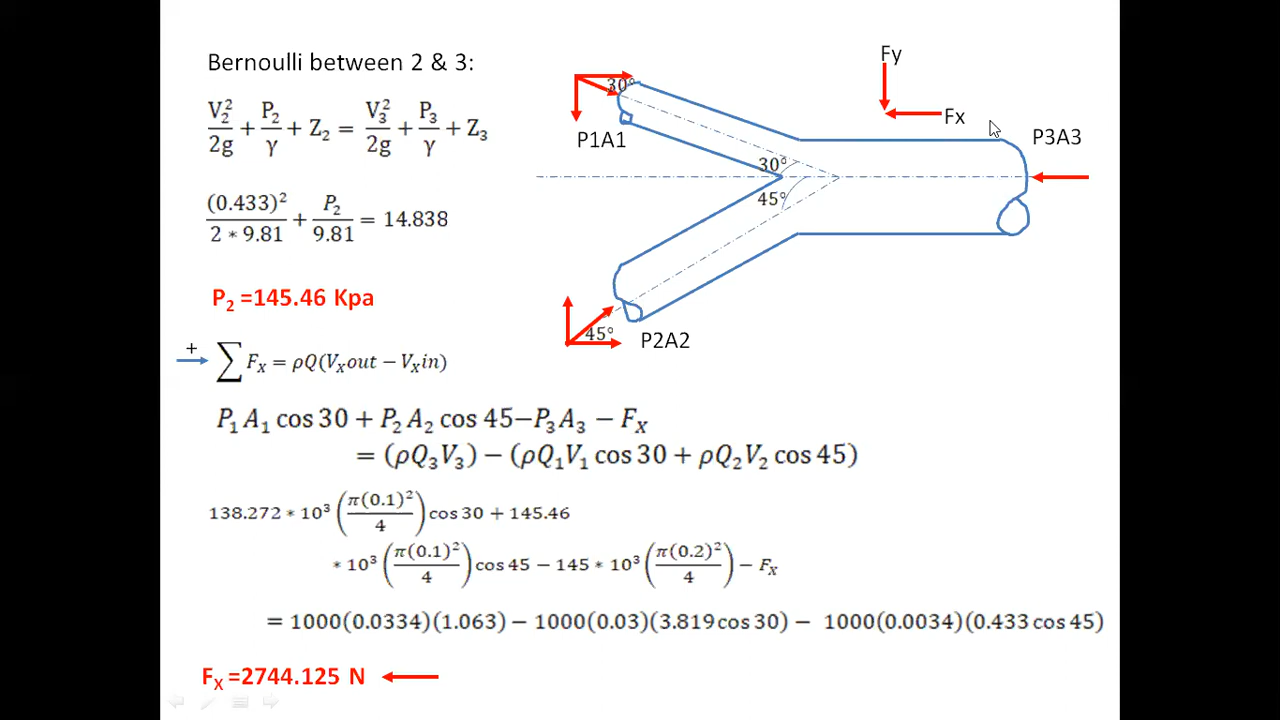 Bernoulli between 2 & 3:
V₂²/2g + P₂/γ + Z₂ = V₃²/2g + P₃/γ + Z₃
(0.433)²/2 * 9.81 + P₂/9.81 = 14.838
P₂ =145.46 Kpa
+
∑ Fₓ = ρQ(Vₓout − Vₓin)
P₁A₁ cos 30 + P₂A₂ cos 45−P₃A₃ − Fₓ
= (ρQ₃V₃) − (ρQ₁V₁ cos 30 + ρQ₂V₂ cos 45)
138.272 * 10³ (π(0.1)²/4) cos 30 + 145.46
* 10³ (π(0.1)²/4) cos 45 − 145 * 10³ (π(0.2)²/4) − Fₓ
= 1000(0.0334)(1.063) − 1000(0.03)(3.819 cos 30) − 1000(0.0034)(0.433 cos 45)
Fₓ =2744.125 N
Fy
Fx
30°
P1A1
P3A3
30°
45°
45°
P2A2